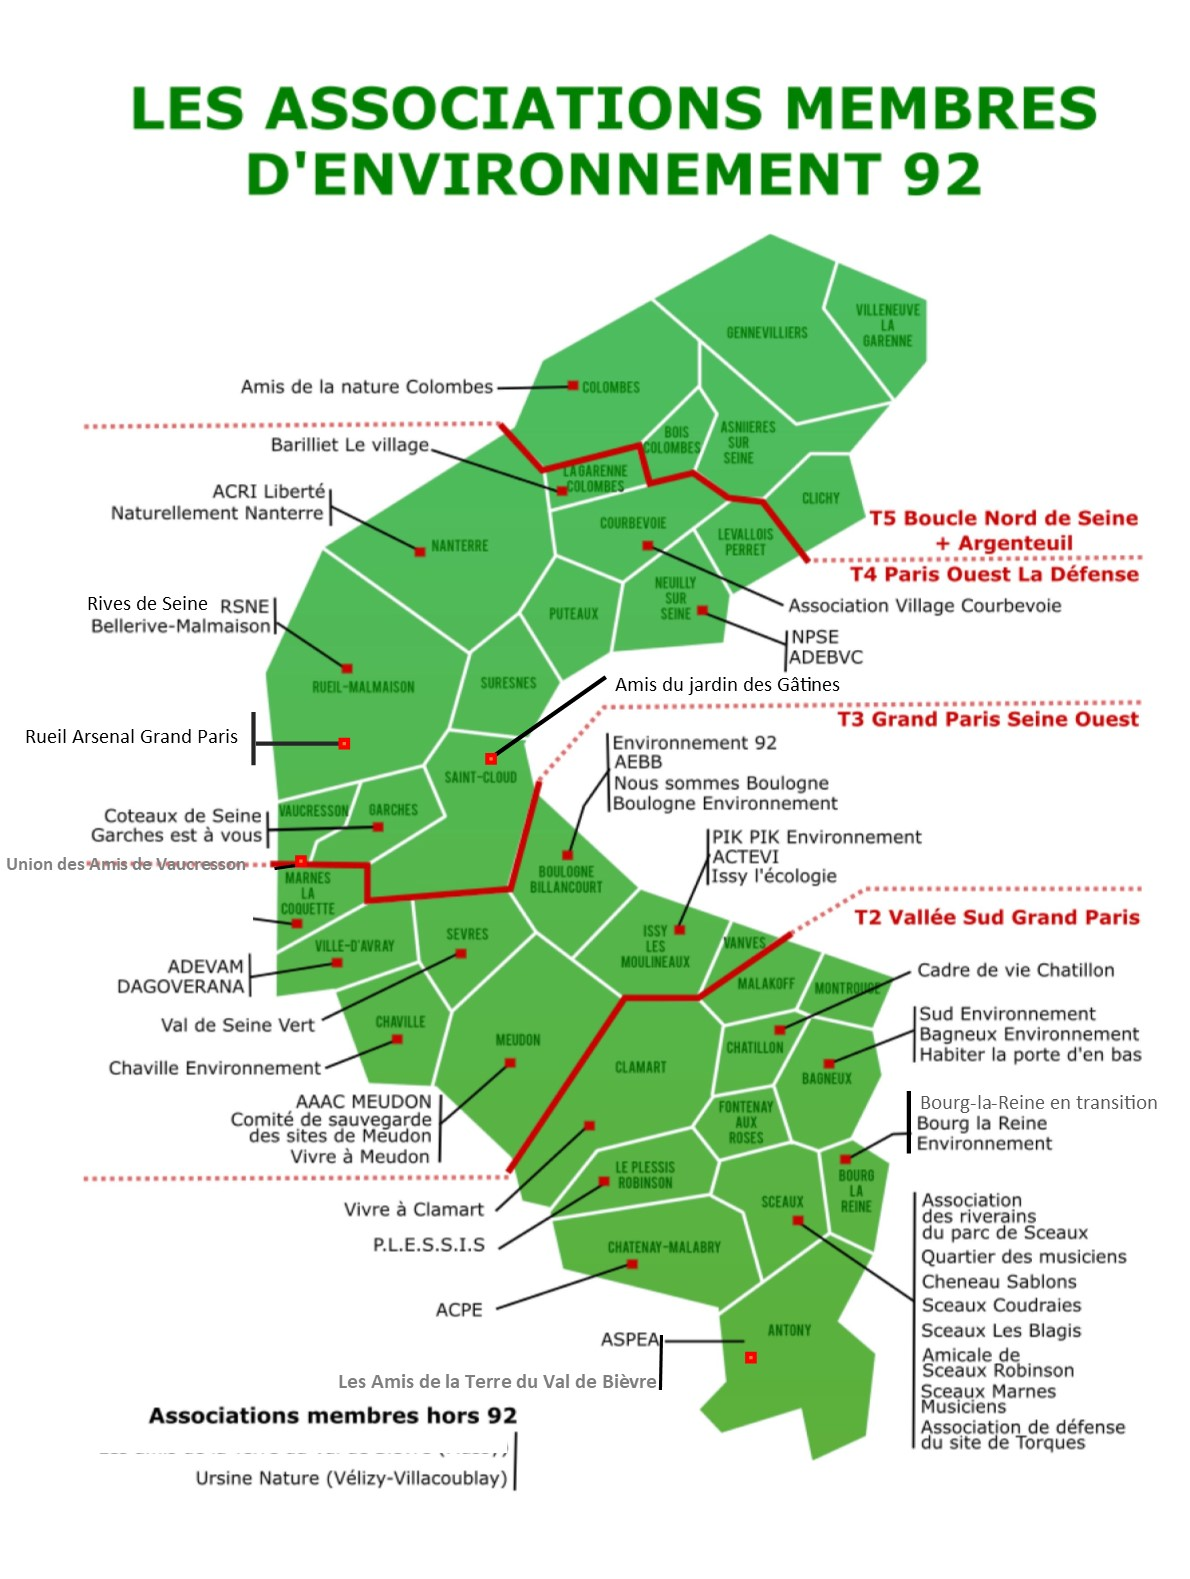 LES ASSOCIATIONS MEMBRES
D'ENVIRONNEMENT 92
VILLENEUVE
LA
GARENNE
GENNEVILLIERS
Amis de la nature Colombes
COLOMBES
BOIS
COLOMBES
ASNIIERES
SUR
SEINE
Barilliet Le village
LA GARENNE
COLOMBES
CLICHY
ACRI Liberté
Naturellement Nanterre
NANTERRE
COURBEVOIE
LEVALLOIS
PERRET
T5 Boucle Nord de Seine
+ Argenteuil
T4 Paris Ouest La Défense
NEUILLY
SUR
SEINE
PUTEAUX
Association Village Courbevoie
Rives de Seine RSNE
Bellerive-Malmaison
NPSE
ADEBVC
RUEIL-MALMAISON
SURESNES
Amis du jardin des Gâtines
T3 Grand Paris Seine Ouest
Rueil Arsenal Grand Paris
SAINT-CLOUD
Environnement 92
AEBB
Nous sommes Boulogne
Boulogne Environnement
VAUCRESSON
GARCHES
Coteaux de Seine
Garches est à vous
Union des Amis de Vaucresson
PIK PIK Environnement
ACTEVI
Issy l'écologie
BOULOGNE
BILLANCOURT
MARNES
LA
COQUETTE
T2 Vallée Sud Grand Paris
VILLE-D'AVRAY
SEVRES
ISSY
LES
MOULINEAUX
VANVES
MALAKOFF
MONTROUGE
ADEVAM
DAGOVERANA
Cadre de vie Chatillon
Val de Seine Vert
CHAVILLE
MEUDON
CLAMART
CHATILLON
BAGNEUX
Sud Environnement
Bagneux Environnement
Habiter la porte d'en bas
Chaville Environnement
AAAC MEUDON
Comité de sauvegarde
des sites de Meudon
Vivre à Meudon
FONTENAY
AUX
ROSES
Bourg-la-Reine en transition
Bourg la Reine
Environnement
LE PLESSIS
ROBINSON
SCEAUX
BOURG
LA
REINE
Vivre à Clamart
P.L.E.S.S.I.S
CHATENAY-MALABRY
ACPE
ANTONY
ASPEA
Les Amis de la Terre du Val de Bièvre
Association
des riverains
du parc de Sceaux
Quartier des musiciens
Cheneau Sablons
Sceaux Coudraies
Sceaux Les Blagis
Amicale de
Sceaux Robinson
Sceaux Marnes
Musiciens
Association de défense
du site de Torques
Associations membres hors 92
Ursine Nature (Vélizy-Villacoublay)